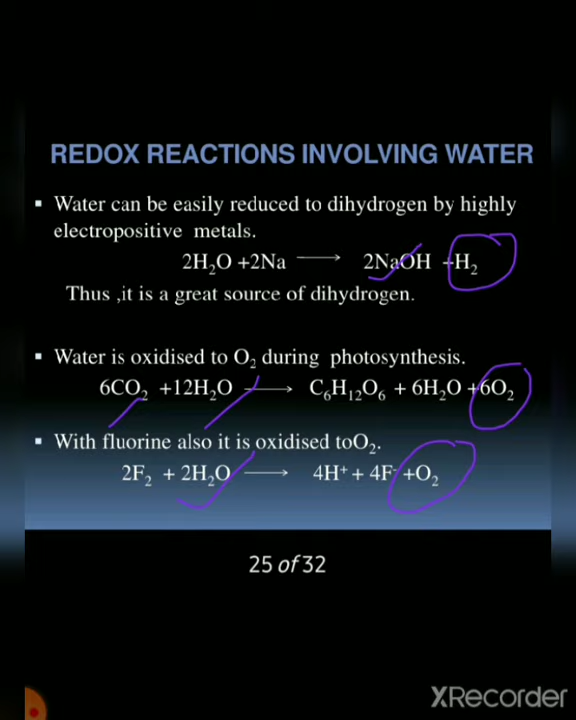 REDOX REACTIONS INVOLVING WATER
▪ Water can be easily reduced to dihydrogen by highly
electropositive metals.
2H₂O +2Na ⟶ 2NaOH +H₂
Thus ,it is a great source of dihydrogen.
▪ Water is oxidised to O₂ during photosynthesis.
6CO₂ +12H₂O ⟶ C₆H₁₂O₆ + 6H₂O +6O₂
▪ With fluorine also it is oxidised toO₂.
2F₂ + 2H₂O ⟶ 4H⁺ + 4F⁻ +O₂
25 of 32
XRecorder